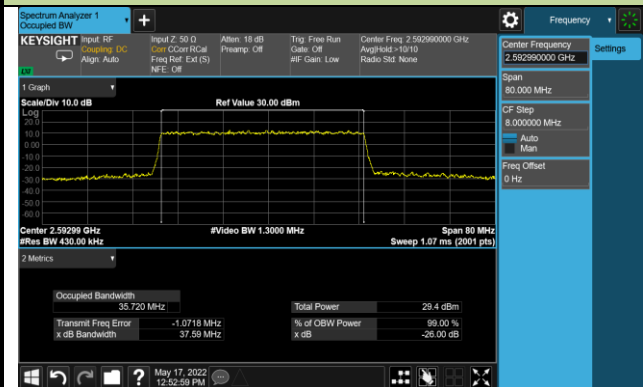 Spectrum Analyzer 1
Occupied BW
Frequency
KEYSIGHT
Input: RF
Coupling: DC
Align: Auto
Input Z: 50 Ω
Corr CCorr RCal
Freq Ref: Ext (S)
NFE: Off
Atten: 18 dB
Preamp: Off
Trig: Free Run
Gate: Off
#IF Gain: Low
Center Freq: 2.592990000 GHz
Avg|Hold:>10/10
Radio Std: None
Center Frequency
2.592990000 GHz
Settings
Span
80.000 MHz
CF Step
8.000000 MHz
Auto
Man
Freq Offset
0 Hz
1 Graph
Scale/Div 10.0 dB
Ref Value 30.00 dBm
Log
20.0
10.0
0.00
-10.0
-20.0
-30.0
-40.0
-50.0
-60.0
Center 2.59299 GHz
#Video BW 1.3000 MHz
Span 80 MHz
#Res BW 430.00 kHz
Sweep 1.07 ms (2001 pts)
2 Metrics
Occupied Bandwidth
35.720 MHz
Total Power 29.4 dBm
Transmit Freq Error -1.0718 MHz
% of OBW Power 99.00 %
x dB Bandwidth 37.59 MHz
x dB -26.00 dB
?
May 17, 2022
12:52:59 PM